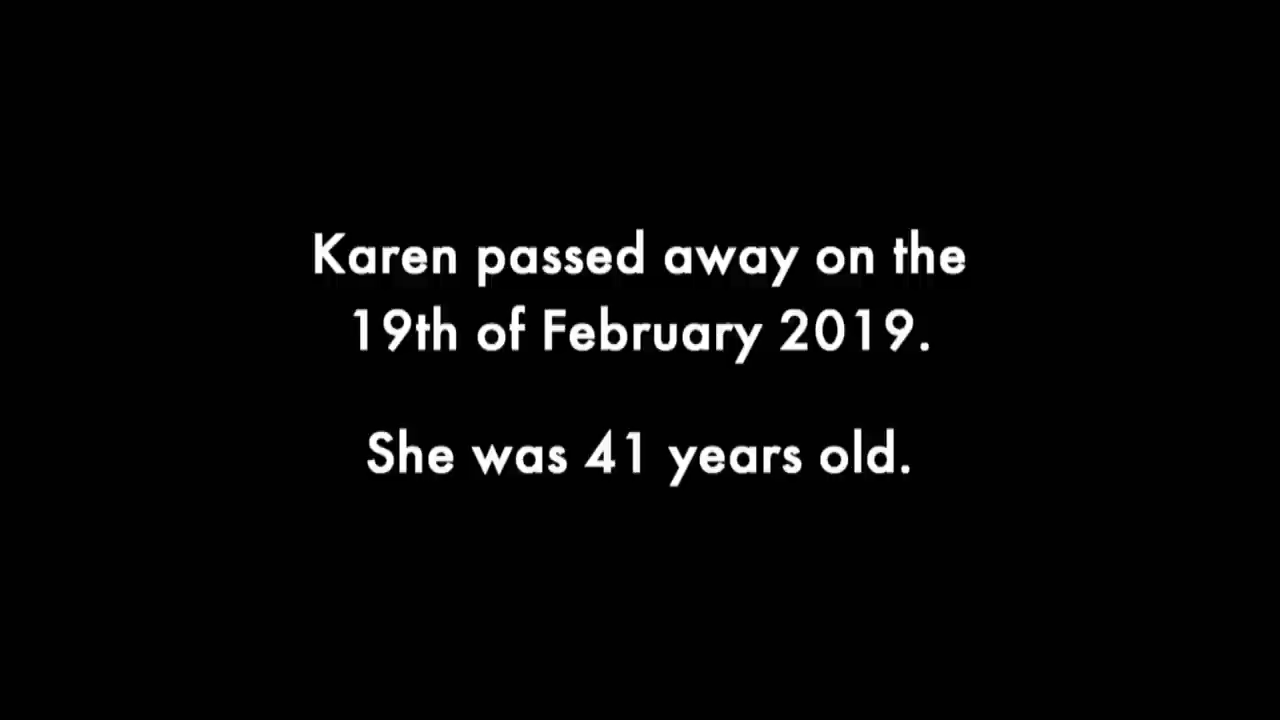 Karen passed away on the
19th of February 2019.
She was 41 years old.